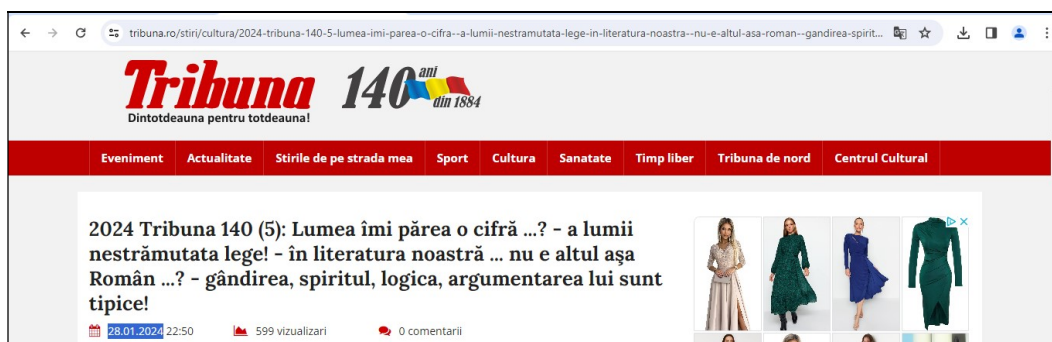 tribuna.ro/stiri/cultura/2024-tribuna-140-5-lumea-imi-parea-o-cifra--a-lumii-nestramutata-lege-in-literatura-noastra--nu-e-altul-asa-roman--gandirea-spirit...
Tribuna 140 ani
din 1884
Dintotdeauna pentru totdeauna!
Eveniment Actualitate Stirile de pe strada mea Sport Cultura Sanatate Timp liber Tribuna de nord Centrul Cultural
2024 Tribuna 140 (5): Lumea îmi părea o cifră ...? - a lumii
nestrămutata lege! - în literatura noastră ... nu e altul aşa
Român ...? - gândirea, spiritul, logica, argumentarea lui sunt
tipice!
28.01.2024 22:50 599 vizualizari 0 comentarii